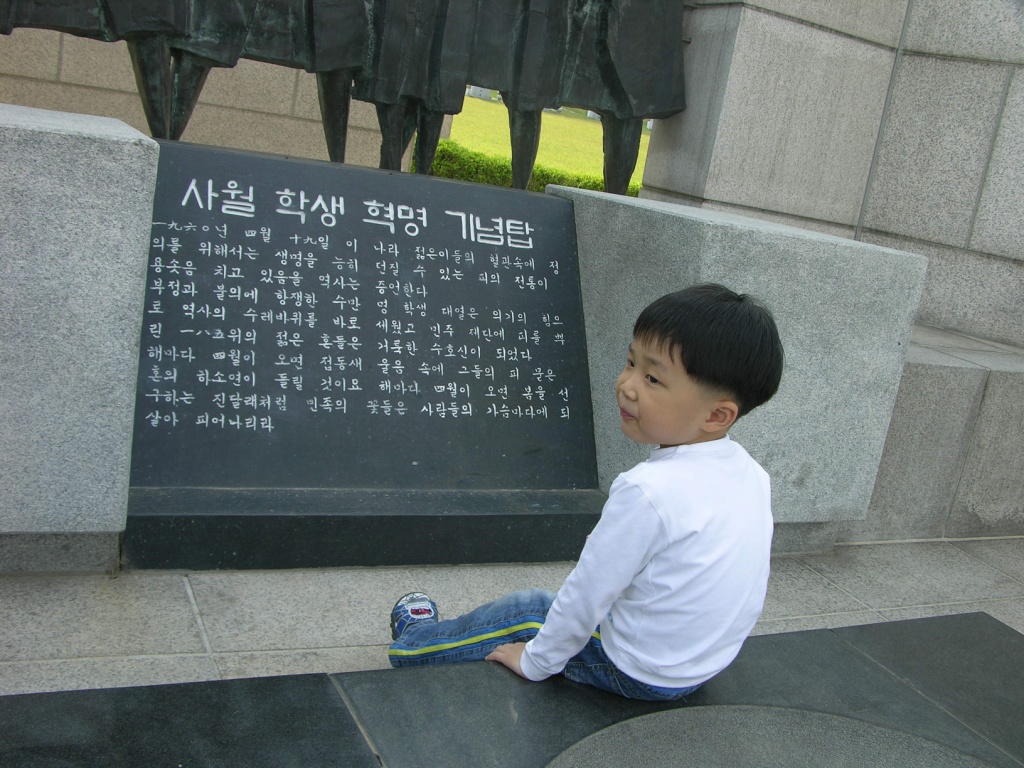 사월 학생 혁명 기념탑
一九六○년 四월 十九일 이 나라 젊은이들의 혈관속에 정
의를 위해서는 생명을 능히 던질 수 있는 피의 전통이
용솟음 치고 있음을 역사는 증언한다
부정과 불의에 항쟁한 수만 명 학생 대열은 의기의 힘으
로 역사의 수레바퀴를 바로 세웠고 민주 재단에 피를 뿌
린 一八五위의 젊은 혼들은 거룩한 수호신이 되었다
해마다 四월이 오면 접동새 울음 속에 그들의 피 묻은
혼의 하소연이 들릴 것이요 해마다 四월이 오면 봄을 선
구하는 진달래처럼 민족의 꽃들은 사람들의 가슴마다에 되
살아 피어나리라